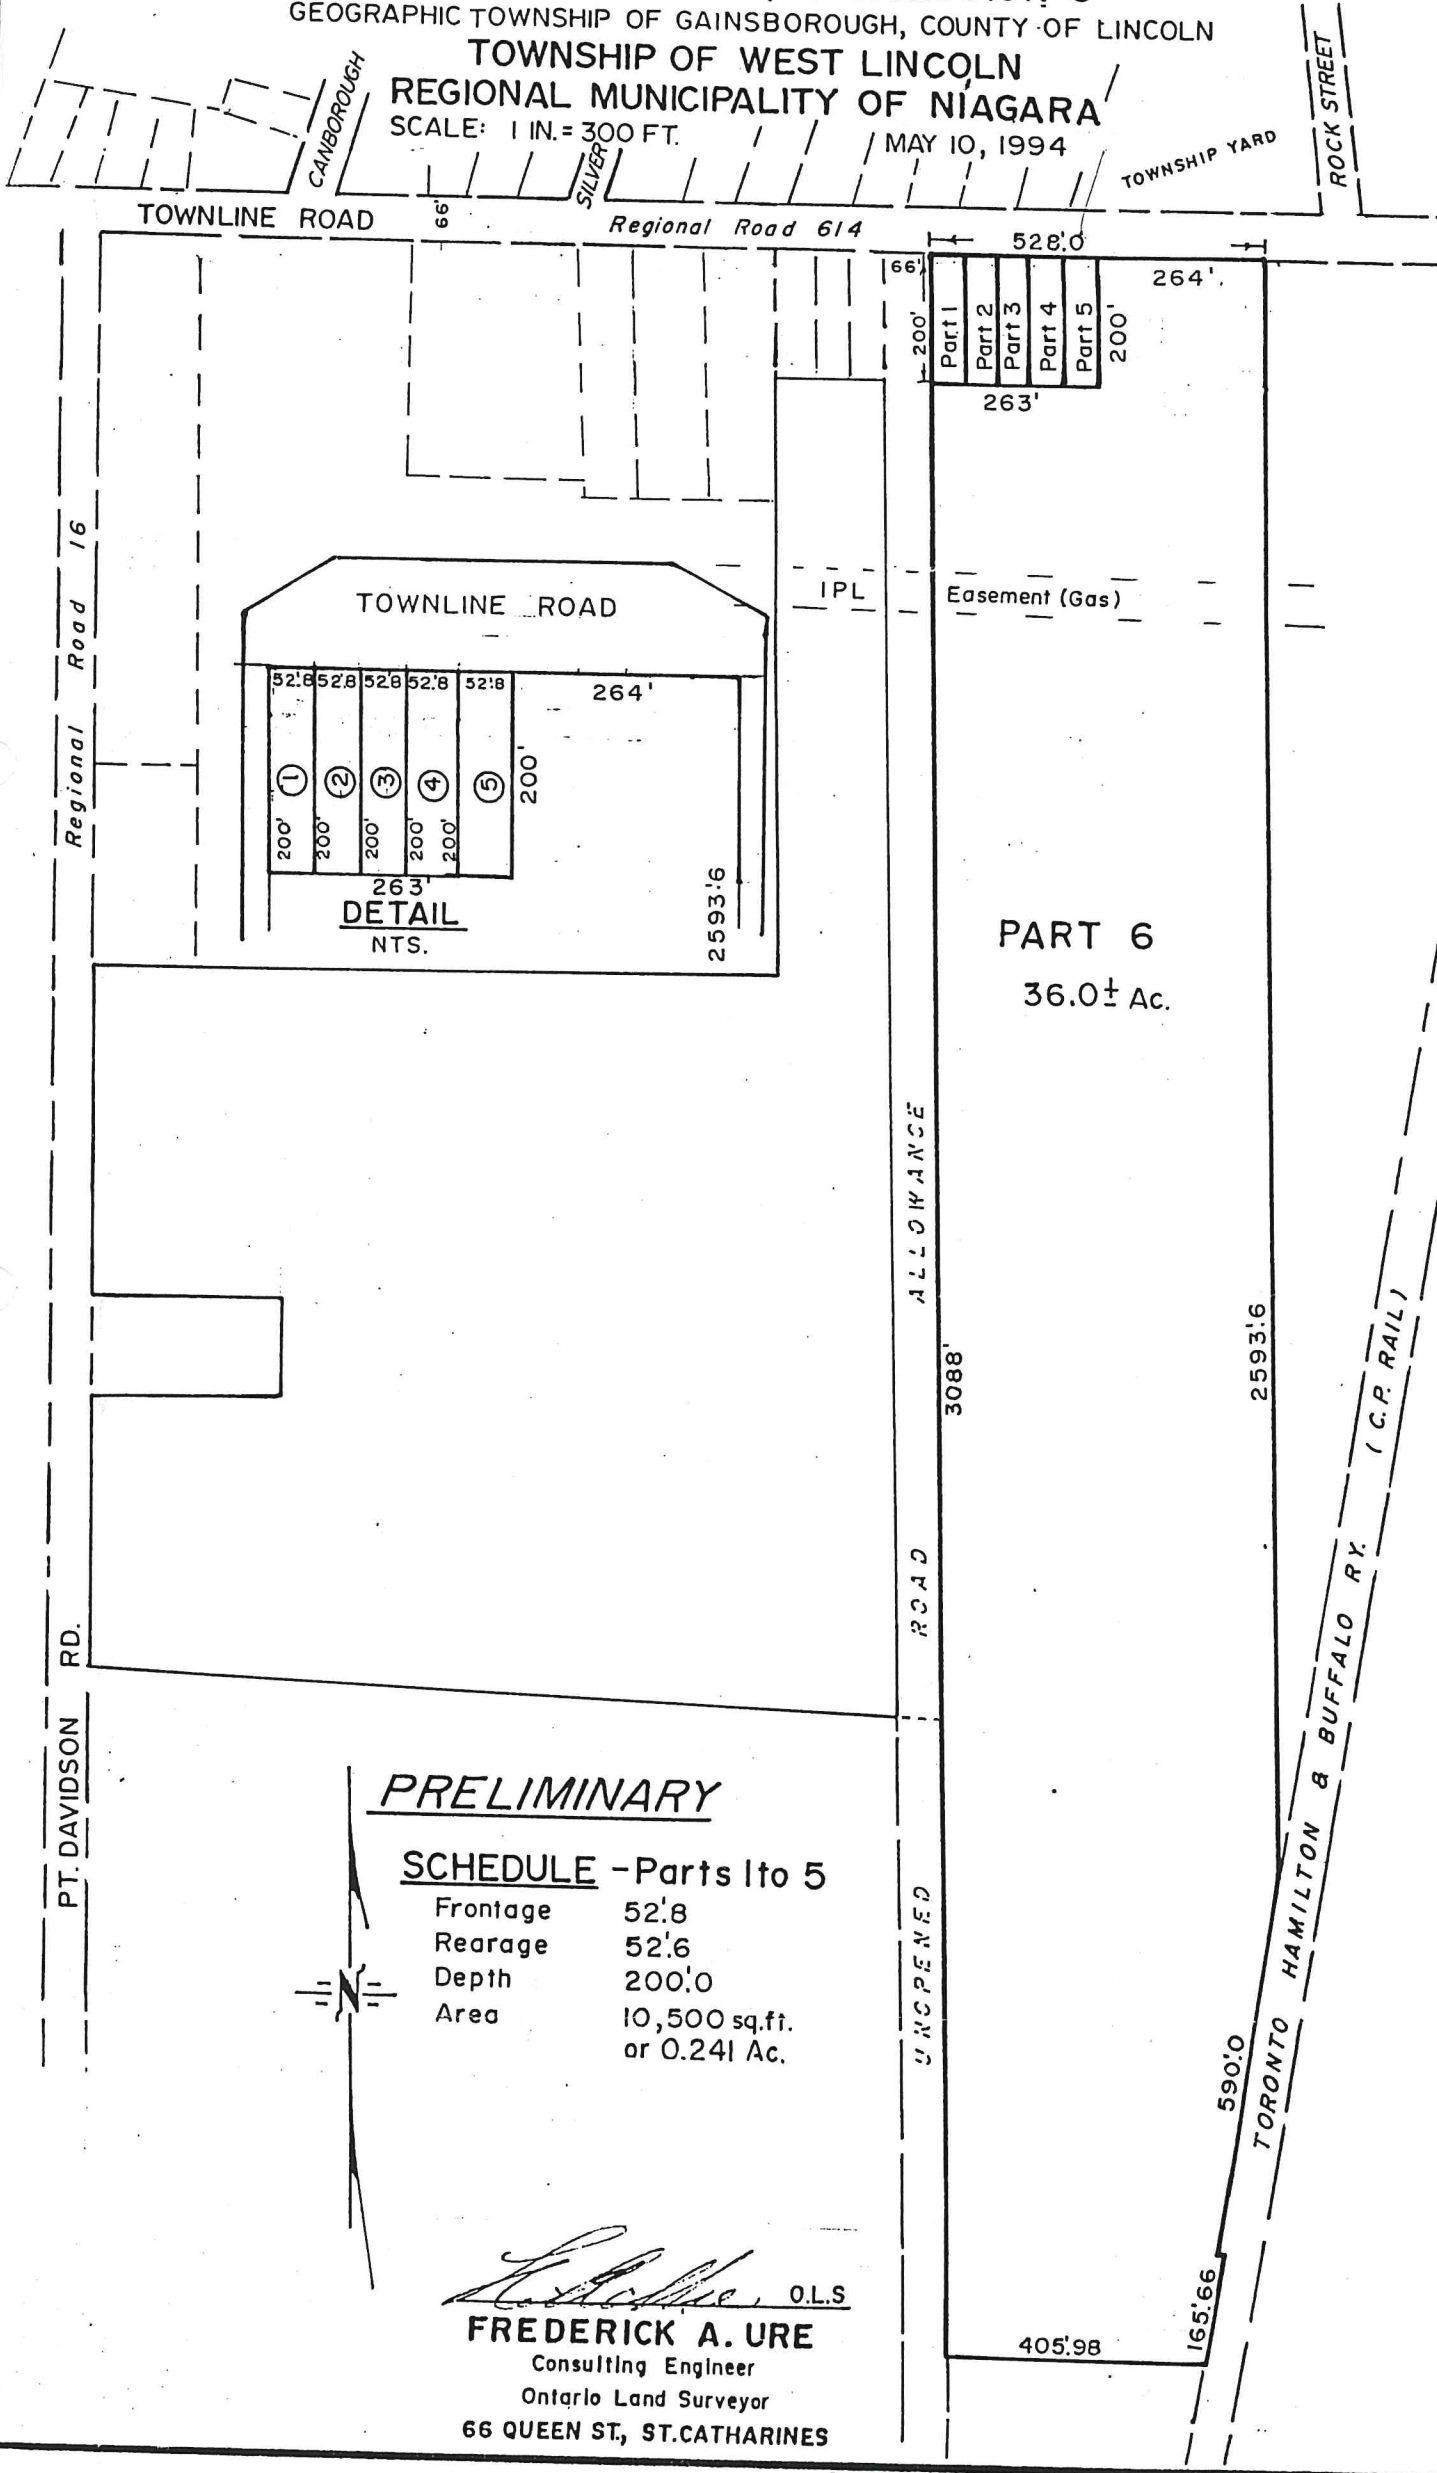 GEOGRAPHIC TOWNSHIP OF GAINSBOROUGH, COUNTY OF LINCOLN
TOWNSHIP OF WEST LINCOLN
REGIONAL MUNICIPALITY OF NIAGARA
SCALE: 1 IN.= 300 FT.
MAY 10, 1994
CANBOROUGH
SILVER
TOWNSHIP YARD
ROCK STREET
TOWNLINE ROAD
66'
Regional Road 614
528'.0
66'
264'.
200'
Part 1
Part 2
Part 3
Part 4
Part 5
200'
263'
Regional Road 16
IPL
Easement (Gas)
TOWNLINE ROAD
52'.8 52'.8 52'.8 52'.8 52'.8
264'
1 2 3 4 5
200'
200' 200' 200' 200' 200'
263'
DETAIL
NTS.
2593'.6
PART 6
36.0± Ac.
UNOPENED ROAD ALLOWANCE
3088'
2593'.6
TORONTO HAMILTON & BUFFALO RY. (C.P. RAIL)
PT. DAVIDSON RD.
PRELIMINARY
SCHEDULE - Parts 1 to 5
Frontage 52'.8
Rearage 52'.6
Depth 200'.0
Area 10,500 sq.ft.
or 0.241 Ac.
N
590'.0
165'.66
405'.98
O.L.S
FREDERICK A. URE
Consulting Engineer
Ontario Land Surveyor
66 QUEEN ST., ST.CATHARINES